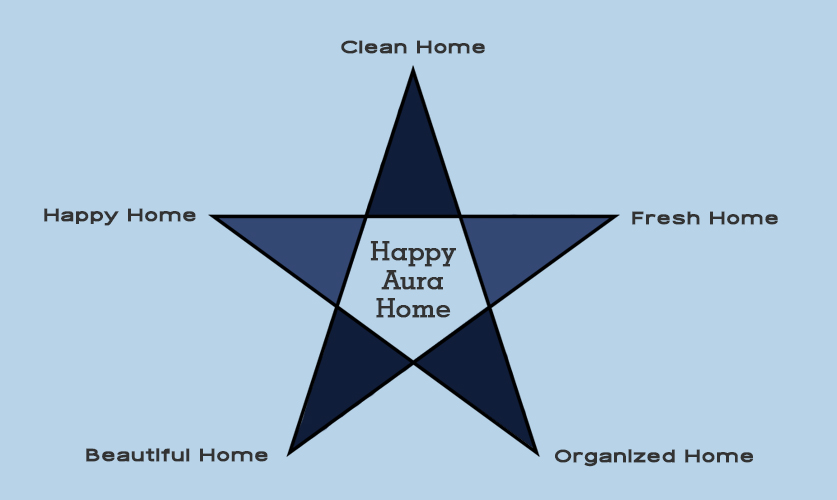 Clean Home
Happy Home
Fresh Home
Happy
Aura
Home
Beautiful Home
Organized Home